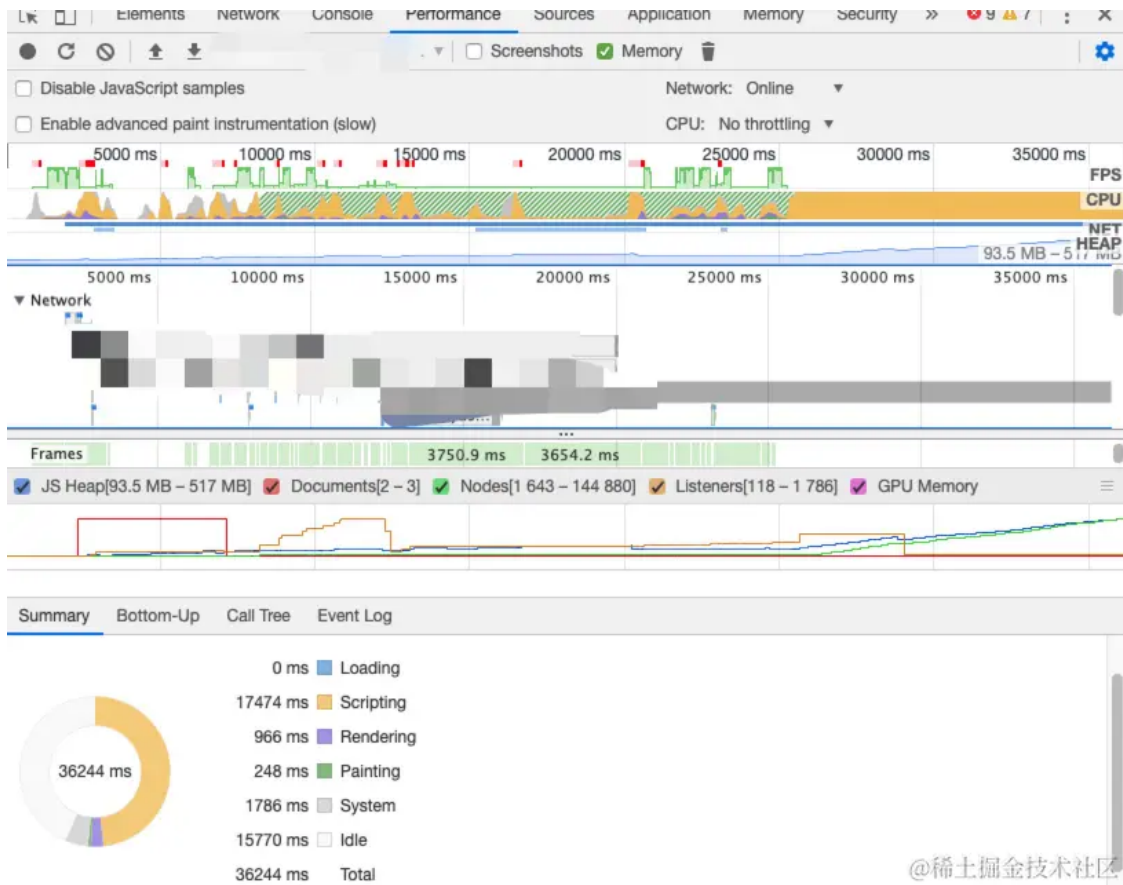 Elements Network Console Performance Sources Application Memory Security » 9 7
Screenshots Memory
Disable JavaScript samples Network: Online
Enable advanced paint instrumentation (slow) CPU: No throttling
5000 ms 10000 ms 15000 ms 20000 ms 25000 ms 30000 ms 35000 ms
FPS
CPU
NET
HEAP
93.5 MB – 517 MB
5000 ms 10000 ms 15000 ms 20000 ms 25000 ms 30000 ms 35000 ms
Network
Frames 3750.9 ms 3654.2 ms
JS Heap[93.5 MB – 517 MB] Documents[2 – 3] Nodes[1 643 – 144 880] Listeners[118 – 1 786] GPU Memory
Summary Bottom-Up Call Tree Event Log
0 ms Loading
17474 ms Scripting
966 ms Rendering
36244 ms 248 ms Painting
1786 ms System
15770 ms Idle
36244 ms Total
@稀土掘金技术社区